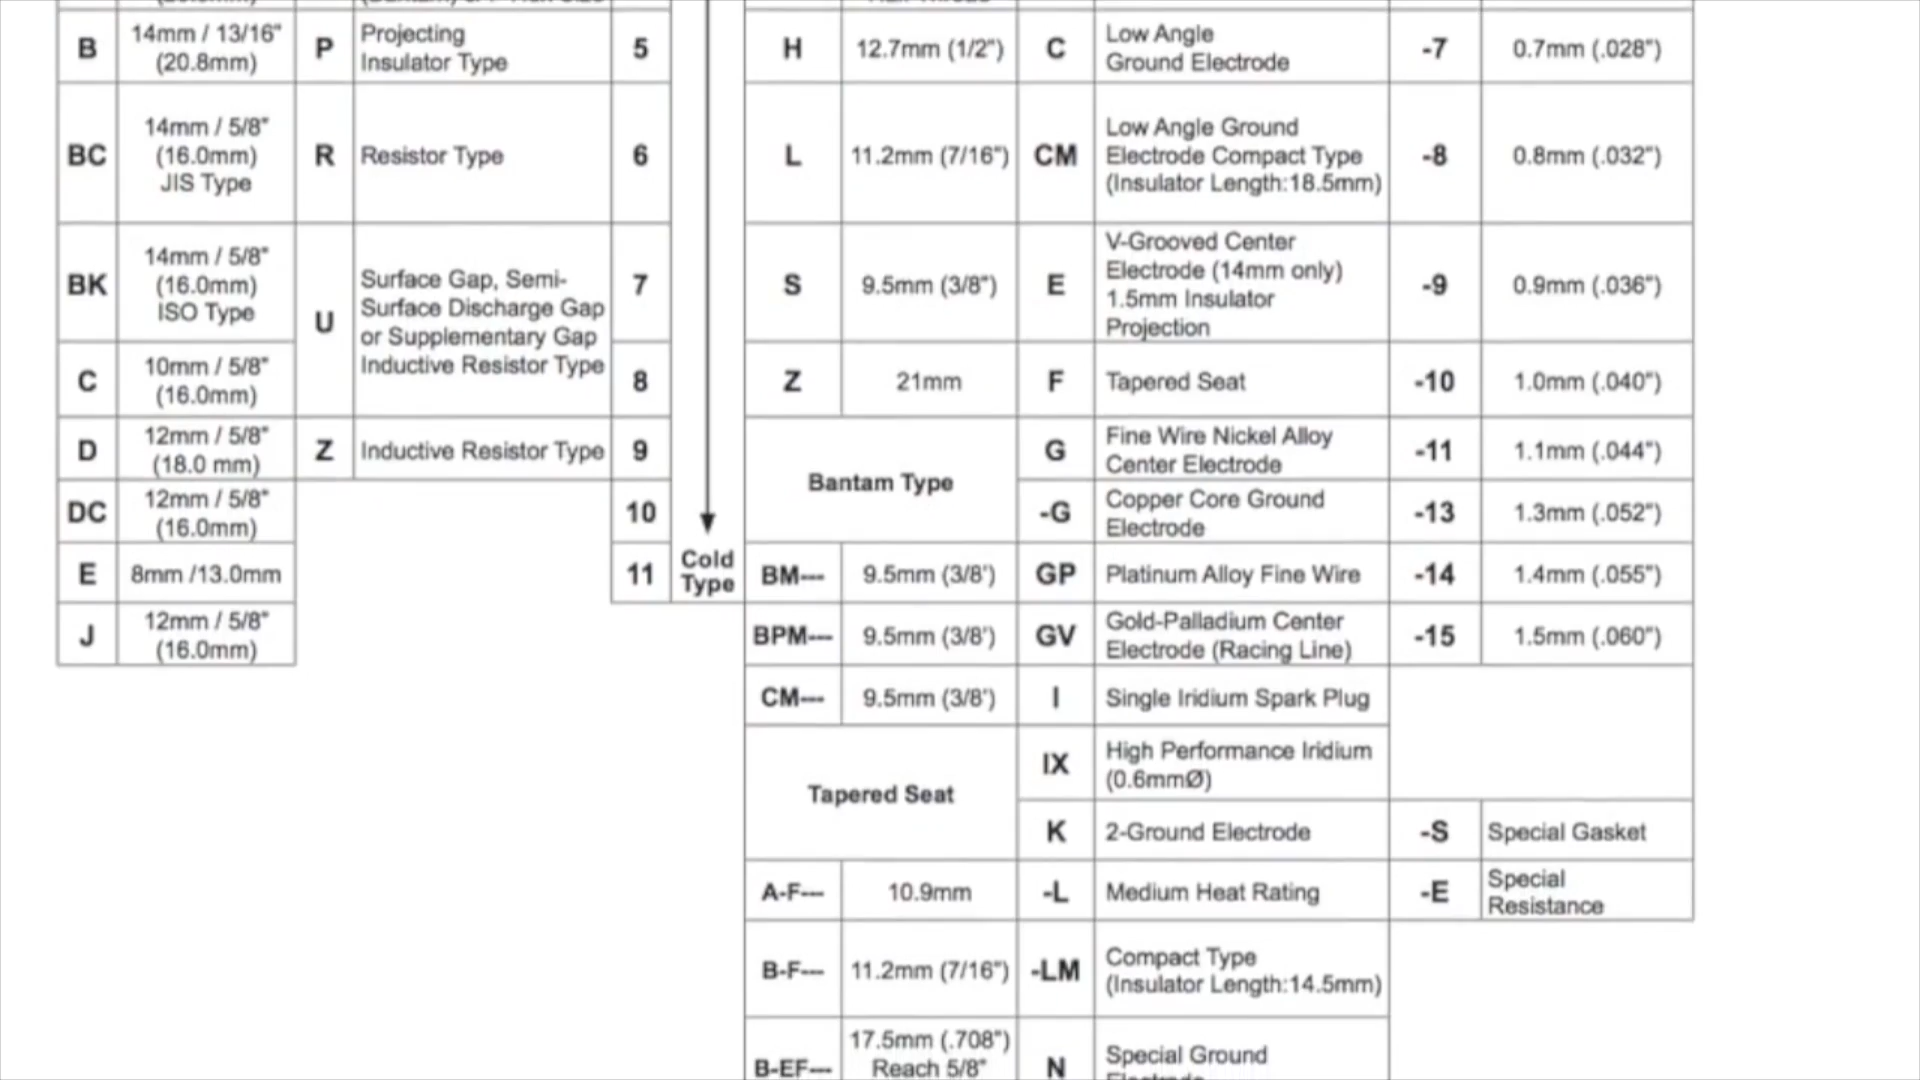 B
14mm / 13/16"
(20.8mm)
P
Projecting
Insulator Type
5
H
12.7mm (1/2")
C
Low Angle
Ground Electrode
-7
0.7mm (.028")
BC
14mm / 5/8"
(16.0mm)
JIS Type
R
Resistor Type
6
L
11.2mm (7/16")
CM
Low Angle Ground
Electrode Compact Type
(Insulator Length:18.5mm)
-8
0.8mm (.032")
BK
14mm / 5/8"
(16.0mm)
ISO Type
U
Surface Gap, Semi-
Surface Discharge Gap
or Supplementary Gap
Inductive Resistor Type
7
S
9.5mm (3/8")
E
V-Grooved Center
Electrode (14mm only)
1.5mm Insulator
Projection
-9
0.9mm (.036")
C
10mm / 5/8"
(16.0mm)
8
Z
21mm
F
Tapered Seat
-10
1.0mm (.040")
D
12mm / 5/8"
(18.0 mm)
Z
Inductive Resistor Type
9
Bantam Type
G
Fine Wire Nickel Alloy
Center Electrode
-11
1.1mm (.044")
DC
12mm / 5/8"
(16.0mm)
10
-G
Copper Core Ground
Electrode
-13
1.3mm (.052")
E
8mm /13.0mm
11
Cold
Type
BM---
9.5mm (3/8')
GP
Platinum Alloy Fine Wire
-14
1.4mm (.055")
J
12mm / 5/8"
(16.0mm)
BPM---
9.5mm (3/8')
GV
Gold-Palladium Center
Electrode (Racing Line)
-15
1.5mm (.060")
CM---
9.5mm (3/8')
I
Single Iridium Spark Plug
Tapered Seat
IX
High Performance Iridium
(0.6mmØ)
K
2-Ground Electrode
-S
Special Gasket
A-F---
10.9mm
-L
Medium Heat Rating
-E
Special
Resistance
B-F---
11.2mm (7/16")
-LM
Compact Type
(Insulator Length:14.5mm)
B-EF---
17.5mm (.708")
Reach 5/8"
N
Special Ground